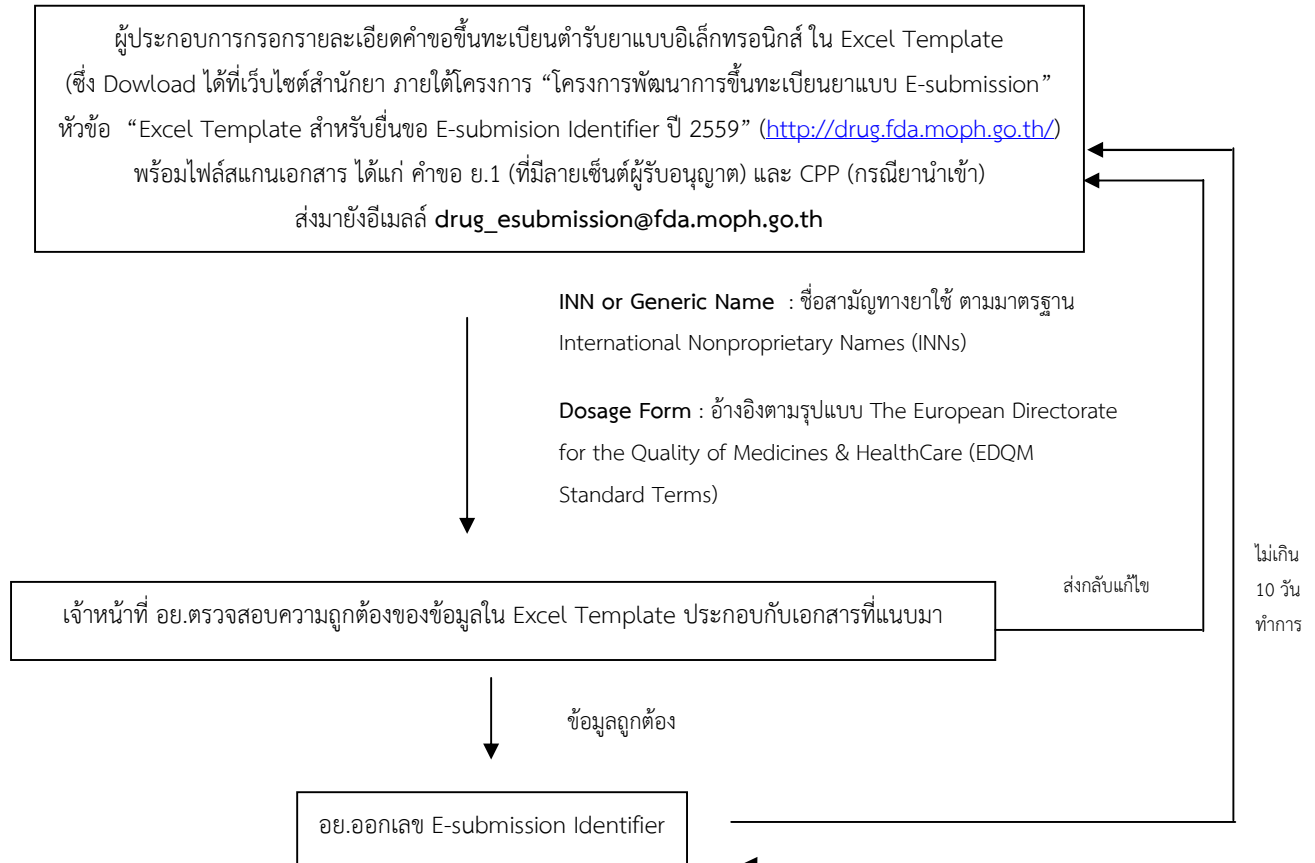 ผู้ประกอบการกรอกรายละเอียดคำขอขึ้นทะเบียนตำรับยาแบบอิเล็กทรอนิกส์ ใน Excel Template
(ซึ่ง Dowload ได้ที่เว็บไซต์สำนักยา ภายใต้โครงการ “โครงการพัฒนาการขึ้นทะเบียนยาแบบ E-submission”
หัวข้อ “Excel Template สำหรับยื่นขอ E-submision Identifier ปี 2559” (http://drug.fda.moph.go.th/)
พร้อมไฟล์สแกนเอกสาร ได้แก่ คำขอ ย.1 (ที่มีลายเซ็นต์ผู้รับอนุญาต) และ CPP (กรณียานำเข้า)
ส่งมายังอีเมลล์ drug_esubmission@fda.moph.go.th
INN or Generic Name : ชื่อสามัญทางยาใช้ ตามมาตรฐาน
International Nonproprietary Names (INNs)
Dosage Form : อ้างอิงตามรุปแบบ The European Directorate
for the Quality of Medicines & HealthCare (EDQM
Standard Terms)
ส่งกลับแก้ไข
ไม่เกิน
10 วัน
ทำการ
เจ้าหน้าที่ อย.ตรวจสอบความถูกต้องของข้อมูลใน Excel Template ประกอบกับเอกสารที่แนบมา
ข้อมูลถูกต้อง
อย.ออกเลข E-submission Identifier